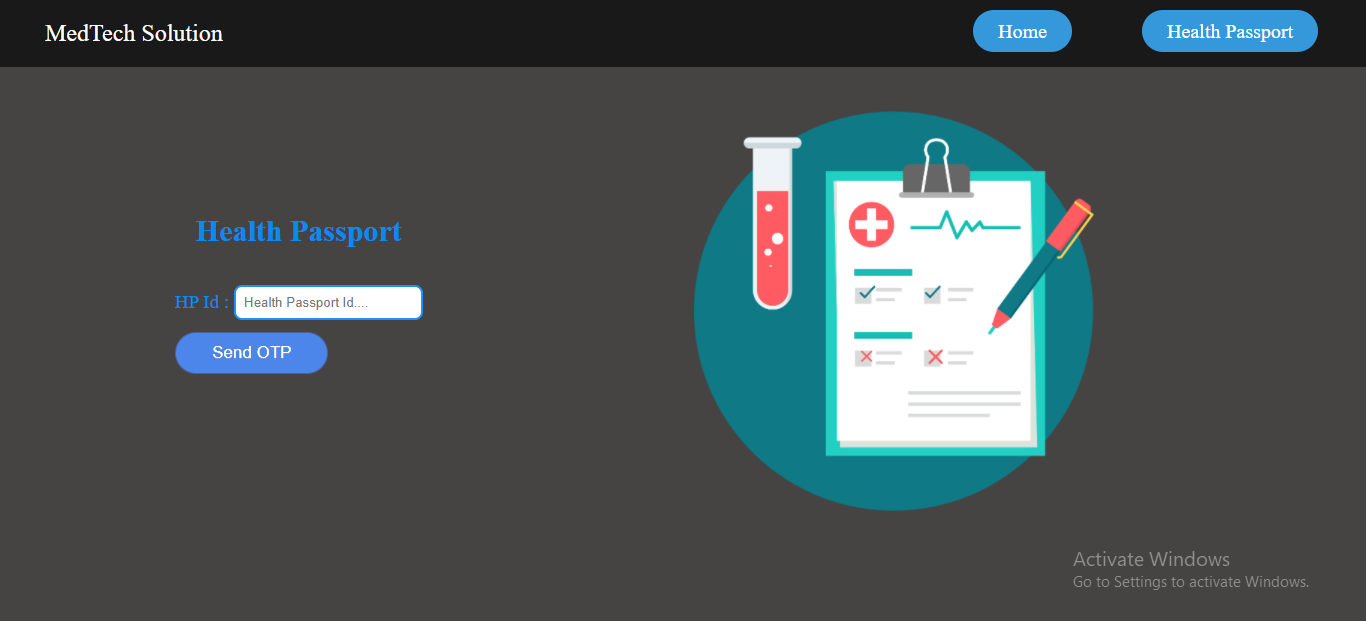 MedTech Solution
Home
Health Passport
Health Passport
HP Id :
Health Passport Id....
Send OTP
Activate Windows
Go to Settings to activate Windows.